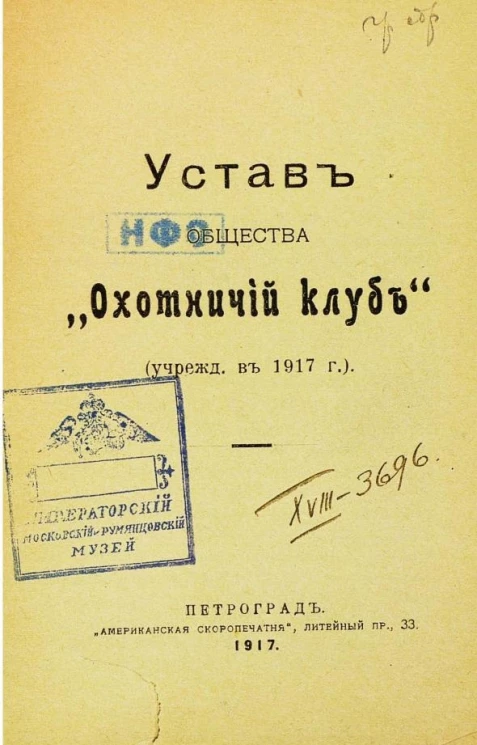 Уставъ
НФ
ОБЩЕСТВА
„Охотничій клубъ“
(учрежд. въ 1917 г.).
ИМПЕРАТОРСКІЙ
МОСКОВСКІЙ и РУМЯНЦОВСКІЙ
МУЗЕЙ
XVIII-3696.
ПЕТРОГРАДЪ.
„АМЕРИКАНСКАЯ СКОРОПЕЧАТНЯ“, ЛИТЕЙНЫЙ ПР., 33.
1917.